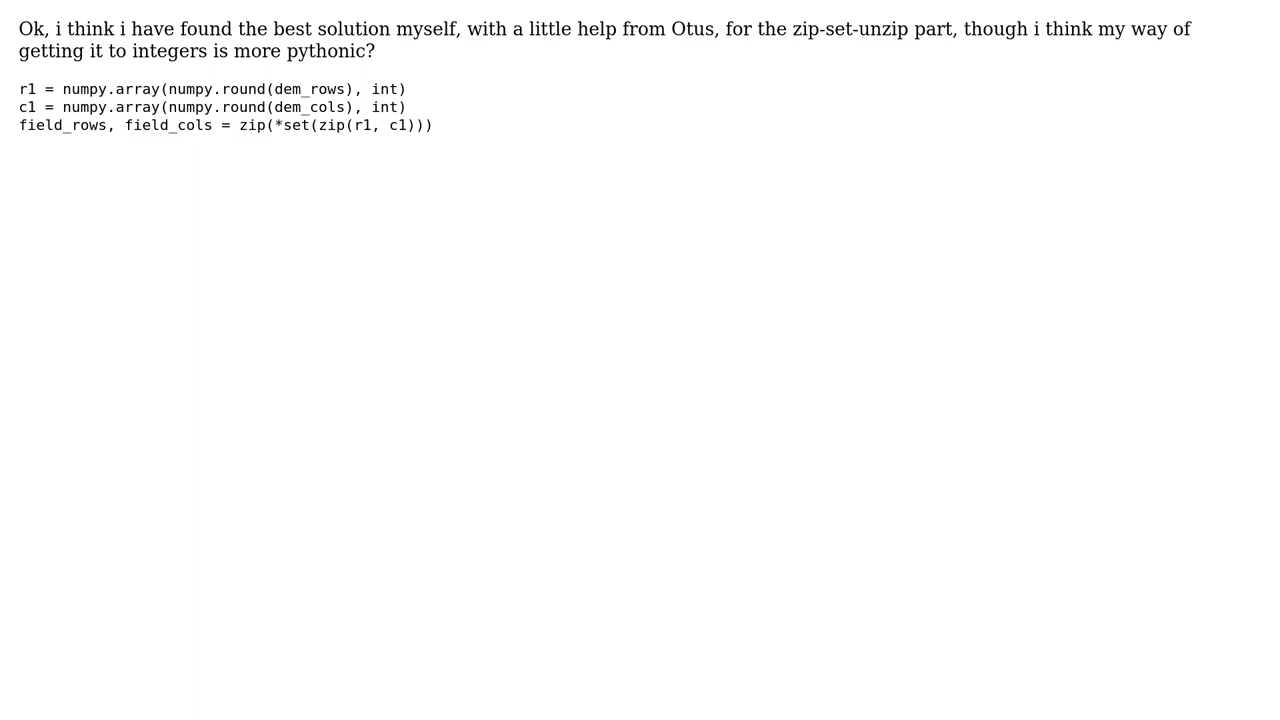 Ok, i think i have found the best solution myself, with a little help from Otus, for the zip-set-unzip part, though i think my way of
getting it to integers is more pythonic?
r1 = numpy.array(numpy.round(dem_rows), int)
c1 = numpy.array(numpy.round(dem_cols), int)
field_rows, field_cols = zip(*set(zip(r1, c1)))